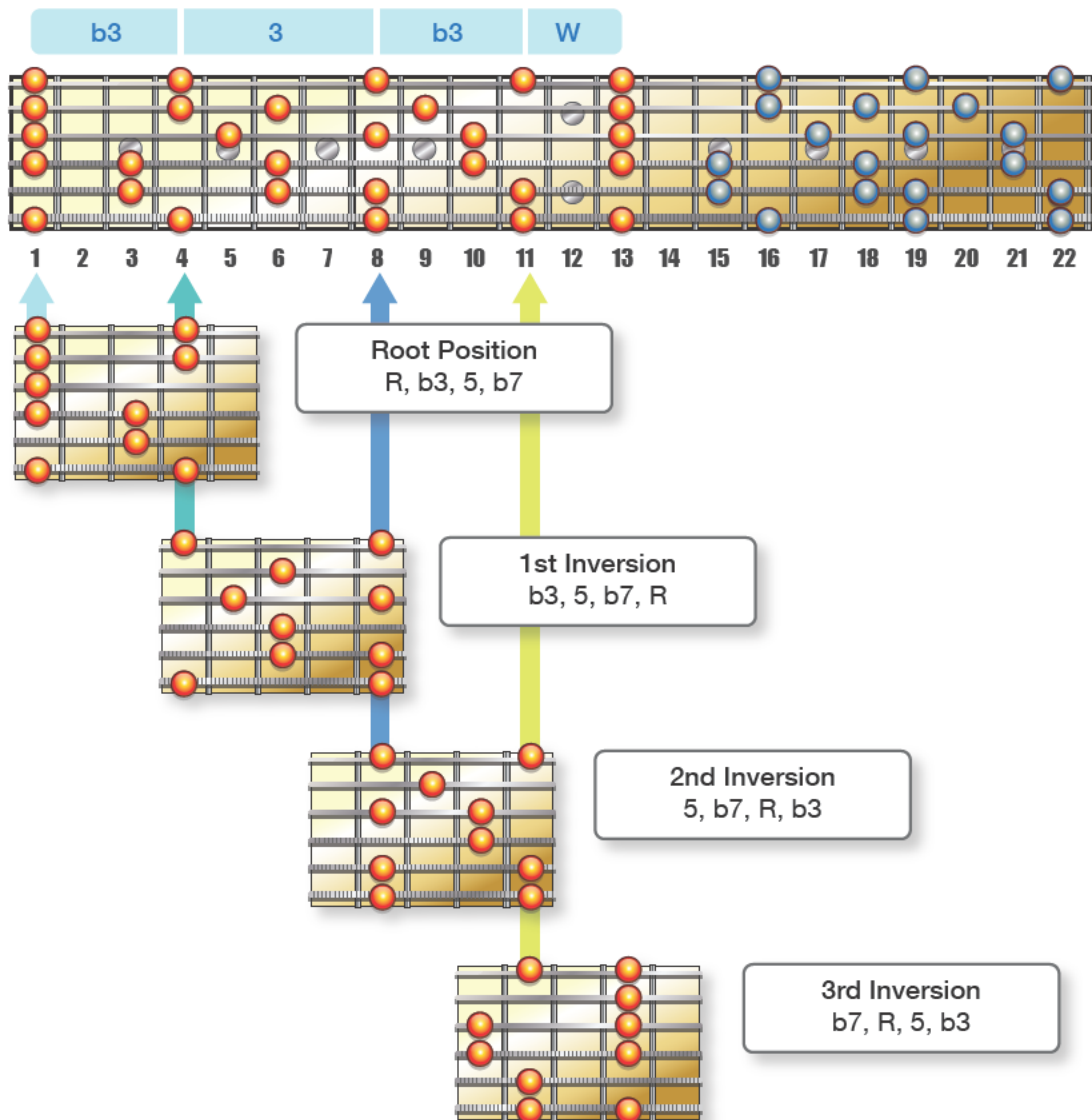 b3 3 b3 W
1 2 3 4 5 6 7 8 9 10 11 12 13 14 15 16 17 18 19 20 21 22
Root Position
R, b3, 5, b7
1st Inversion
b3, 5, b7, R
2nd Inversion
5, b7, R, b3
3rd Inversion
b7, R, 5, b3